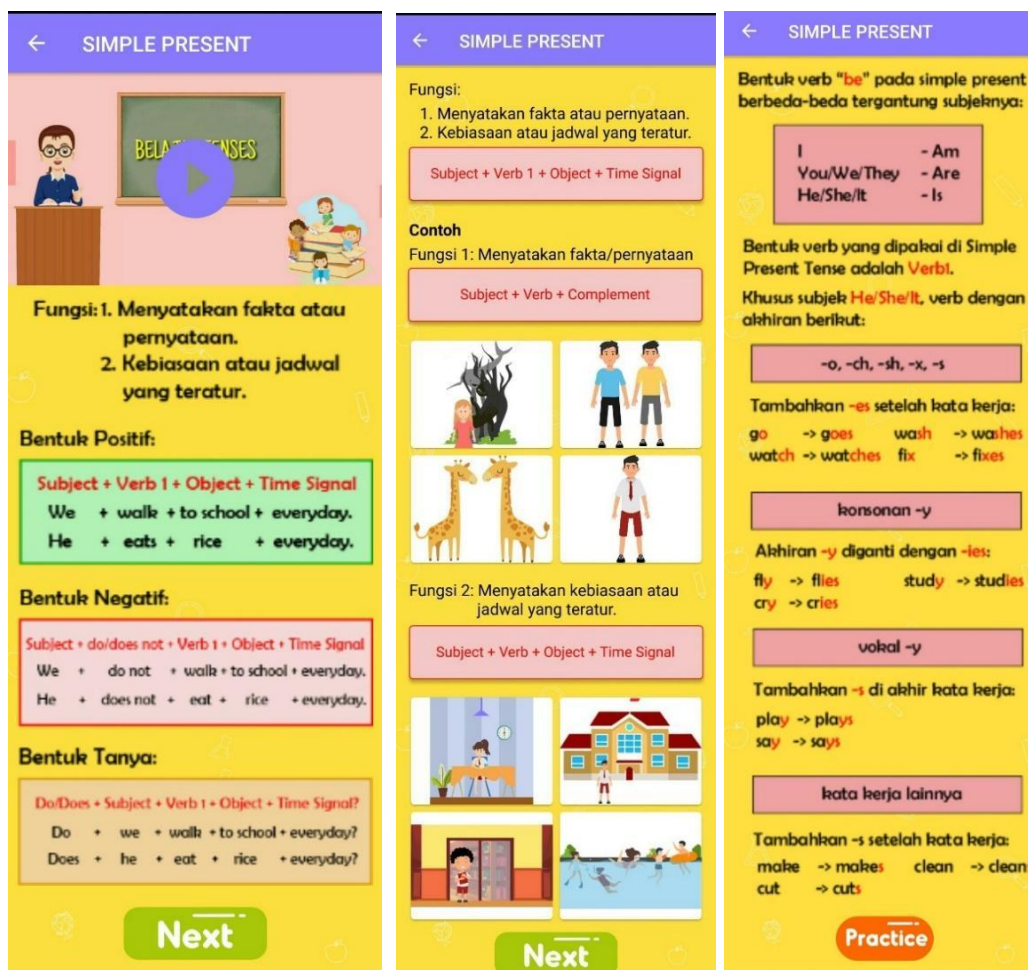 SIMPLE PRESENT
BELA
NSES
Fungsi: 1. Menyatakan fakta atau
pernyataan.
2. Kebiasaan atau jadwal
yang teratur.
Bentuk Positif:
Subject + Verb 1 + Object + Time Signal
We + walk + to school + everyday.
He + eats + rice + everyday.
Bentuk Negatif:
Subject + do/does not + Verb 1 + Object + Time Signal
We + do not + walk + to school + everyday.
He + does not + eat + rice + everyday.
Bentuk Tanya:
Do/Does + Subject + Verb 1 + Object + Time Signal?
Do + we + walk + to school + everyday?
Does + he + eat + rice + everyday?
Next
SIMPLE PRESENT
Fungsi:
1. Menyatakan fakta atau pernyataan.
2. Kebiasaan atau jadwal yang teratur.
Subject + Verb 1 + Object + Time Signal
Contoh
Fungsi 1: Menyatakan fakta/pernyataan
Subject + Verb + Complement
Fungsi 2: Menyatakan kebiasaan atau
jadwal yang teratur.
Subject + Verb + Object + Time Signal
Next
SIMPLE PRESENT
Bentuk verb "be" pada simple present
berbeda-beda tergantung subjeknya:
I - Am
You/We/They - Are
He/She/It - Is
Bentuk verb yang dipakai di Simple
Present Tense adalah Verb1.
Khusus subjek He/She/It, verb dengan
akhiran berikut:
-o, -ch, -sh, -x, -s
Tambahkan -es setelah kata kerja:
go -> goes wash -> washes
watch -> watches fix -> fixes
konsonan -y
Akhiran -y diganti dengan -ies:
fly -> flies study -> studies
cry -> cries
vokal -y
Tambahkan -s di akhir kata kerja:
play -> plays
say -> says
kata kerja lainnya
Tambahkan -s setelah kata kerja:
make -> makes clean -> clean
cut -> cuts
Practice